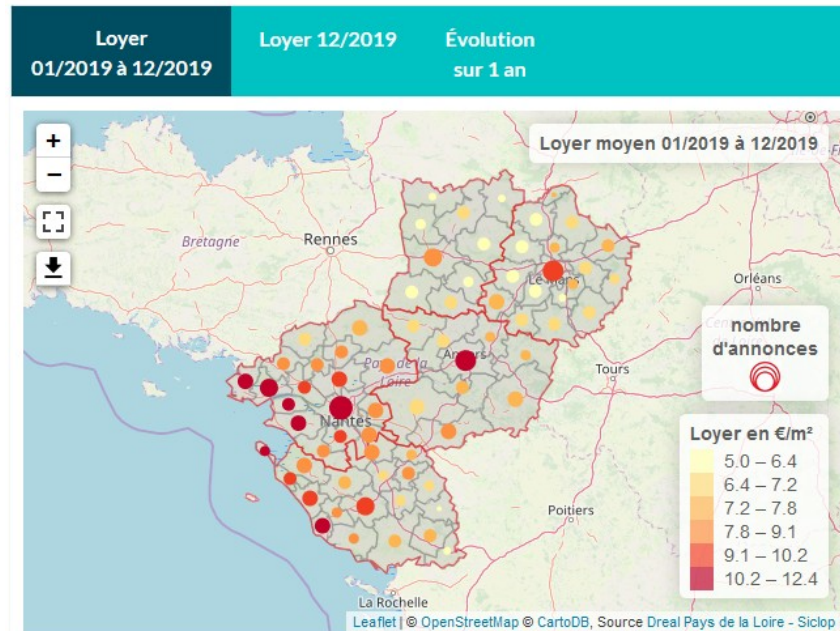 Loyer
01/2019 à 12/2019
Loyer 12/2019
Évolution
sur 1 an
+
−
Loyer moyen 01/2019 à 12/2019
Bretagne
Rennes
Le Mans
Orléans
nombre
d'annonces
Pays de la
Loire
Angers
Tours
Nantes
Loyer en €/m²
5.0 – 6.4
6.4 – 7.2
7.2 – 7.8
7.8 – 9.1
9.1 – 10.2
10.2 – 12.4
Poitiers
La Rochelle
Leaflet | © OpenStreetMap © CartoDB, Source Dreal Pays de la Loire - Siclop